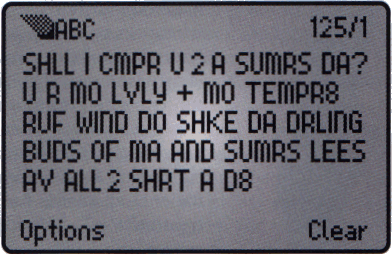 ABC 125/1
SHLL I CMPR U 2 A SUMRS DA?
U R MO LVLY + MO TEMPR8
RUF WIND DO SHKE DA DRLING
BUDS OF MA AND SUMRS LEES
AV ALL 2 SHRT A D8
Options Clear